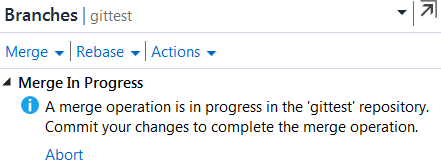 Branches | gittest
Merge Rebase Actions
Merge In Progress
A merge operation is in progress in the 'gittest' repository.
Commit your changes to complete the merge operation.
Abort